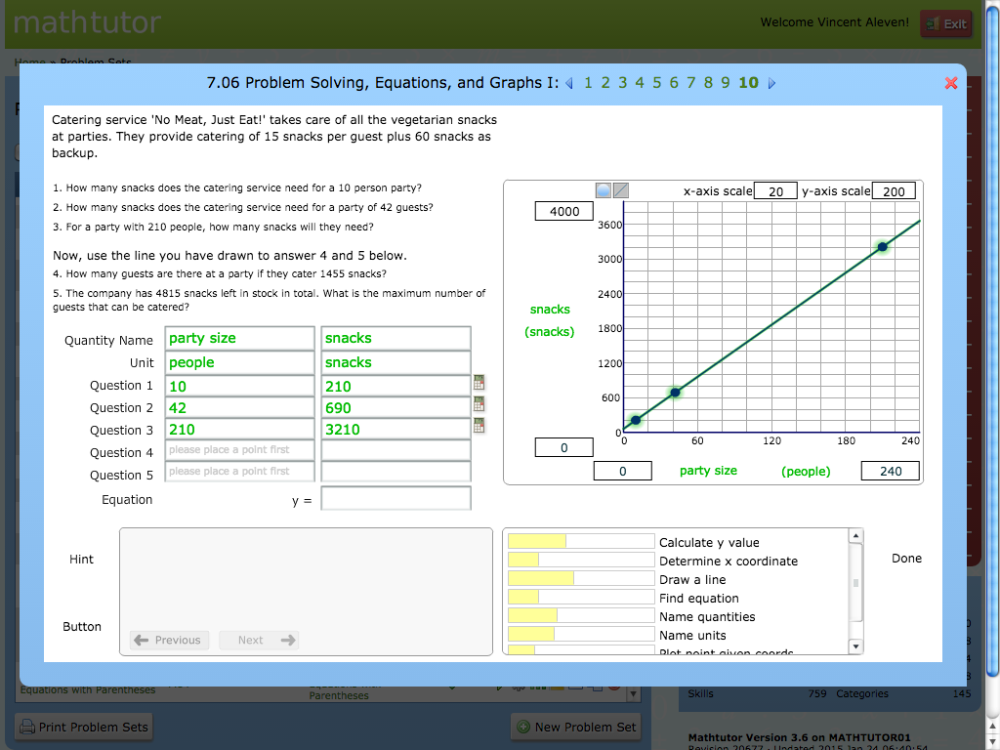 mathtutor
Welcome Vincent Aleven!
Exit
Home » Problem Sets
7.06 Problem Solving, Equations, and Graphs I: 1 2 3 4 5 6 7 8 9 10
Catering service 'No Meat, Just Eat!' takes care of all the vegetarian snacks
at parties. They provide catering of 15 snacks per guest plus 60 snacks as
backup.
1. How many snacks does the catering service need for a 10 person party?
2. How many snacks does the catering service need for a party of 42 guests?
3. For a party with 210 people, how many snacks will they need?
Now, use the line you have drawn to answer 4 and 5 below.
4. How many guests are there at a party if they cater 1455 snacks?
5. The company has 4815 snacks left in stock in total. What is the maximum number of
guests that can be catered?
x-axis scale 20 y-axis scale 200
4000
3600
3000
2400
1800
1200
600
0
snacks
(snacks)
0
0 60 120 180 240
0 party size (people) 240
Quantity Name party size snacks
Unit people snacks
Question 1 10 210
Question 2 42 690
Question 3 210 3210
Question 4 please place a point first
Question 5 please place a point first
Equation y =
Hint
Button
Previous Next
Calculate y value
Determine x coordinate
Draw a line
Find equation
Name quantities
Name units
Plot point given coords
Done
Equations with Parentheses
Parentheses
Skills 759 Categories 145
Print Problem Sets
New Problem Set
Mathtutor Version 3.6 on MATHTUTOR01
Revision 20677 - Updated 2015 Jan 24 06:40:54